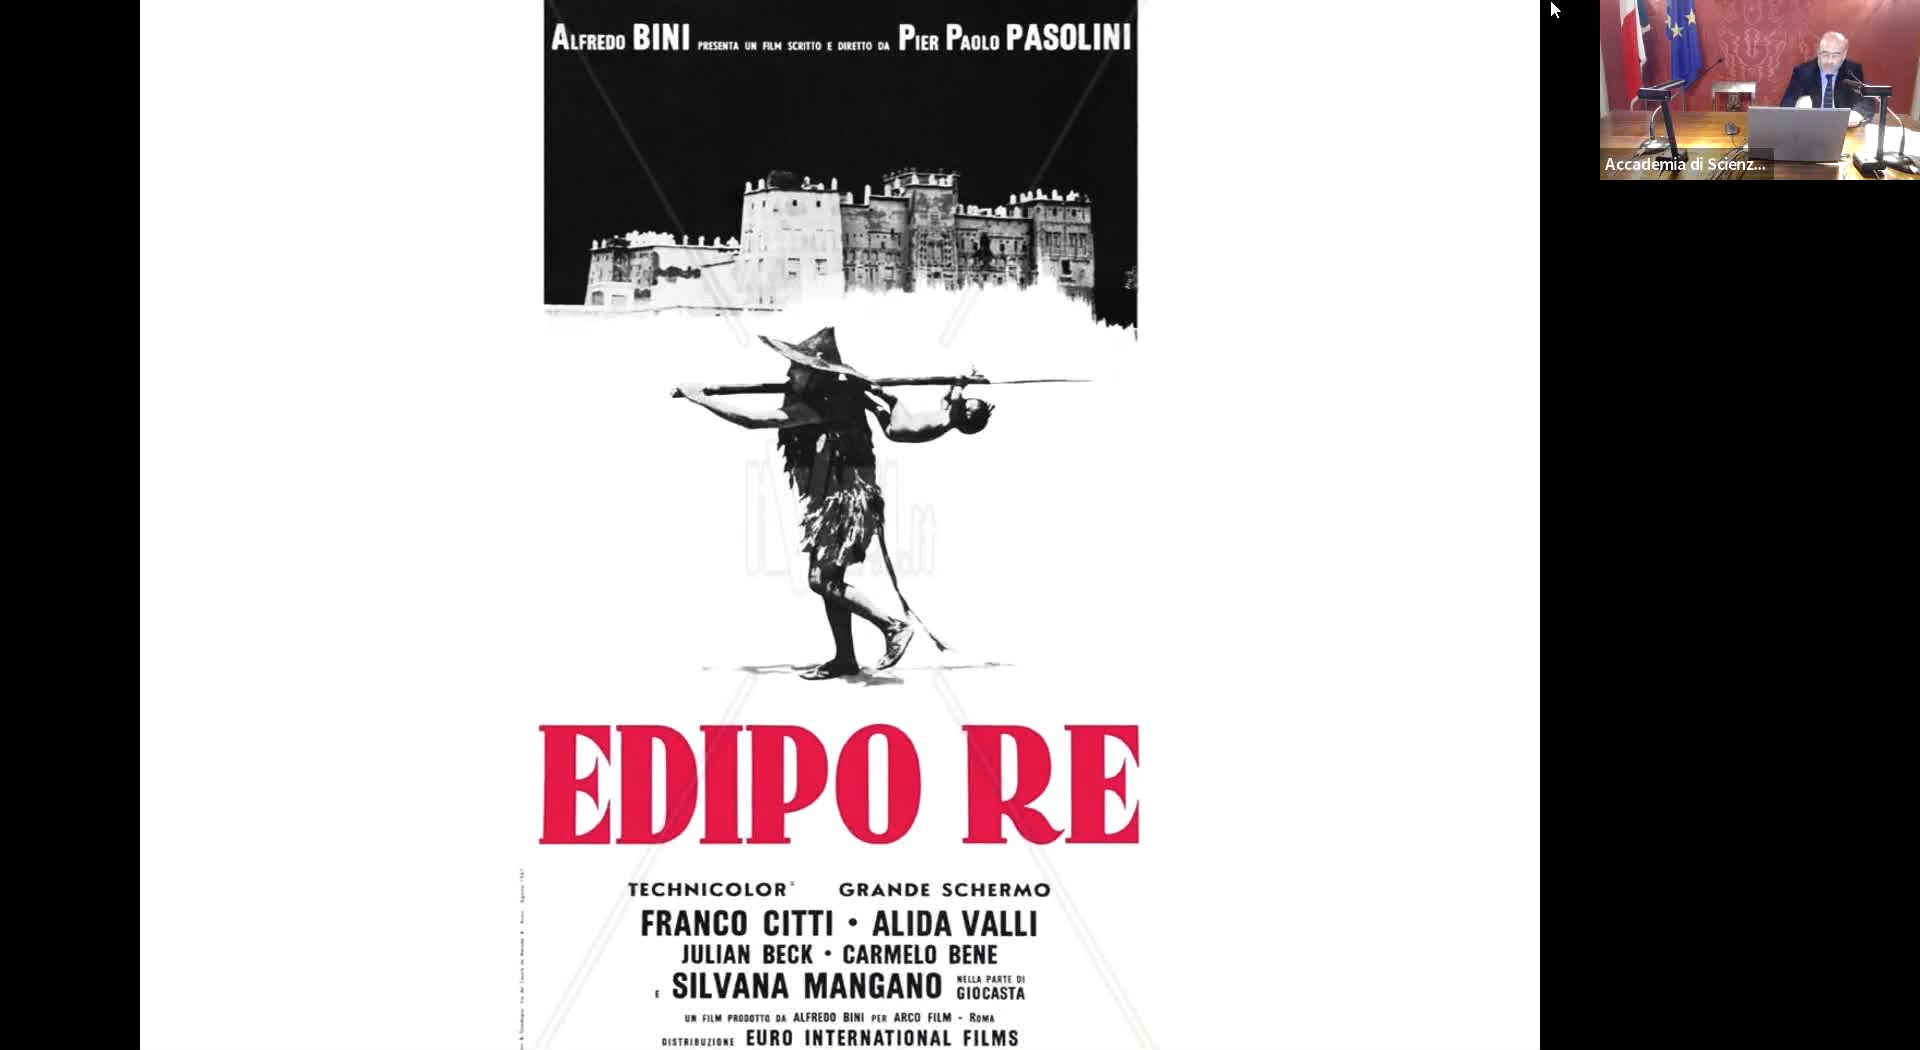 ALFREDO BINI PRESENTA UN FILM SCRITTO E DIRETTO DA PIER PAOLO PASOLINI
Accademia di Scienz...
EDIPO RE
TECHNICOLOR GRANDE SCHERMO
FRANCO CITTI • ALIDA VALLI
JULIAN BECK • CARMELO BENE
E SILVANA MANGANO NELLA PARTE DI GIOCASTA
UN FILM PRODOTTO DA ALFREDO BINI PER ARCO FILM - ROMA
DISTRIBUZIONE EURO INTERNATIONAL FILMS